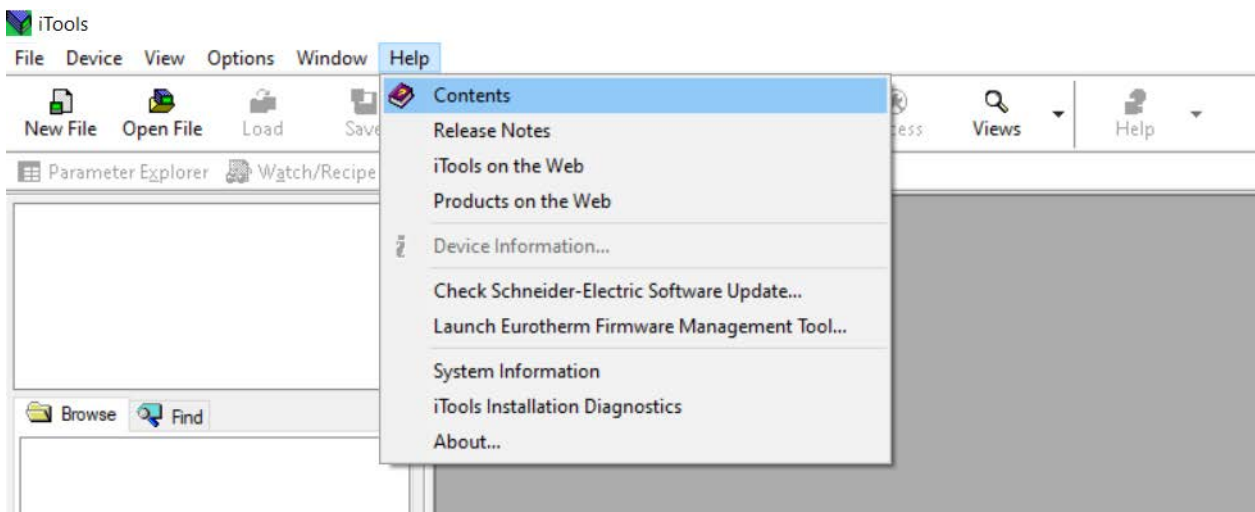 iTools
File Device View Options Window Help
New File Open File Load Save Views Help
Parameter Explorer Watch/Recipe
Contents
Release Notes
iTools on the Web
Products on the Web
Device Information...
Check Schneider-Electric Software Update...
Launch Eurotherm Firmware Management Tool...
System Information
iTools Installation Diagnostics
About...
Browse Find